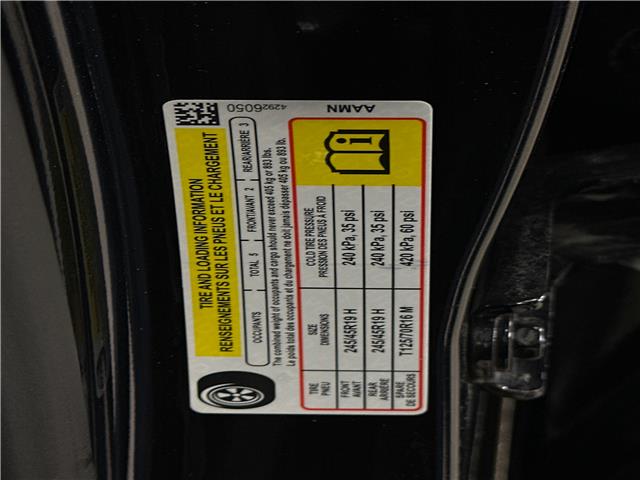 TIRE AND LOADING INFORMATION
RENSEIGNEMENTS SUR LES PNEUS ET LE CHARGEMENT
OCCUPANTS TOTAL 5 FRONT/AVANT 2 REAR/ARRIÈRE 3
The combined weight of occupants and cargo should never exceed 405 kg or 893 lbs.
Le poids total des occupants et du chargement ne doit jamais dépasser 405 kg ou 893 lb.
TIRE SIZE COLD TIRE PRESSURE
PNEU DIMENSIONS PRESSION DES PNEUS À FROID
FRONT
AVANT 245/45R19 H 240 kPa, 35 psi
REAR
ARRIÈRE 245/45R19 H 240 kPa, 35 psi
SPARE
DE SECOURS T125/70R16 M 420 kPa, 60 psi
42926050 AAMN